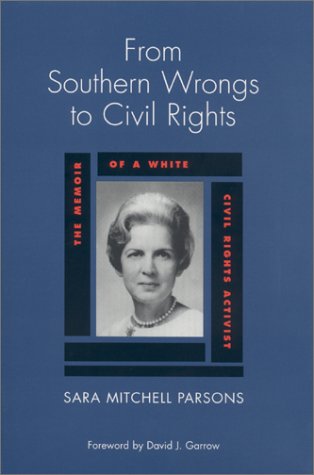 From
Southern Wrongs
to Civil Rights
THE MEMOIR
OF A WHITE
CIVIL RIGHTS ACTIVIST
SARA MITCHELL PARSONS
Foreword by David J. Garrow